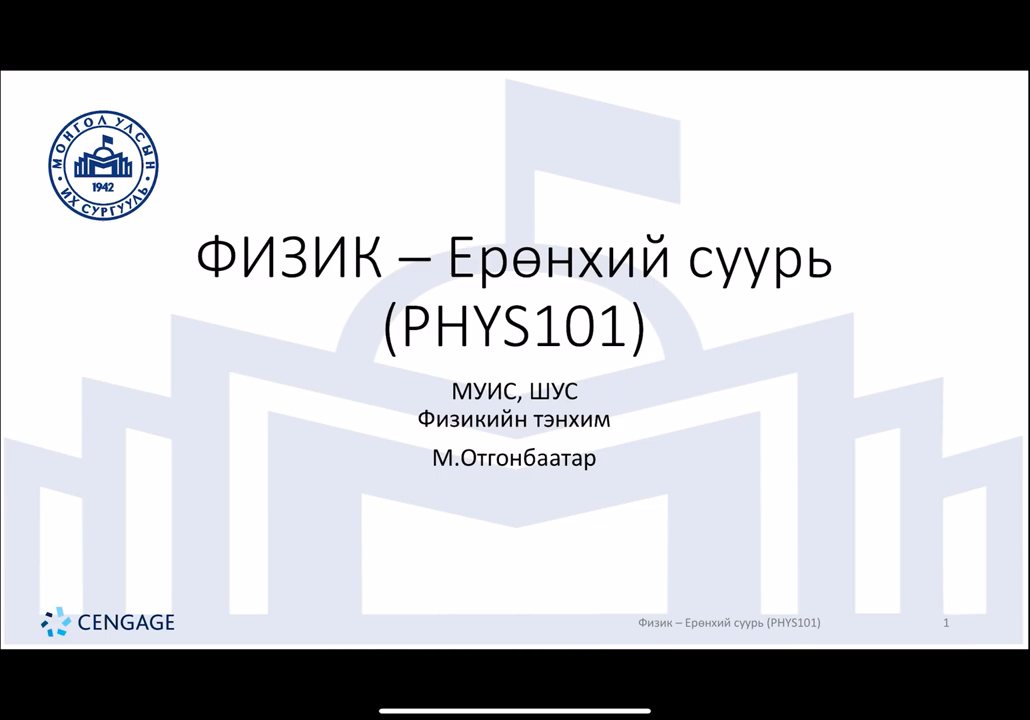 МОНГОЛ УЛСЫН
1942
ИХ СУРГУУЛЬ
ФИЗИК – Ерөнхий суурь
(PHYS101)
МУИС, ШУС
Физикийн тэнхим
М.Отгонбаатар
CENGAGE
Физик – Ерөнхий суурь (PHYS101)
1